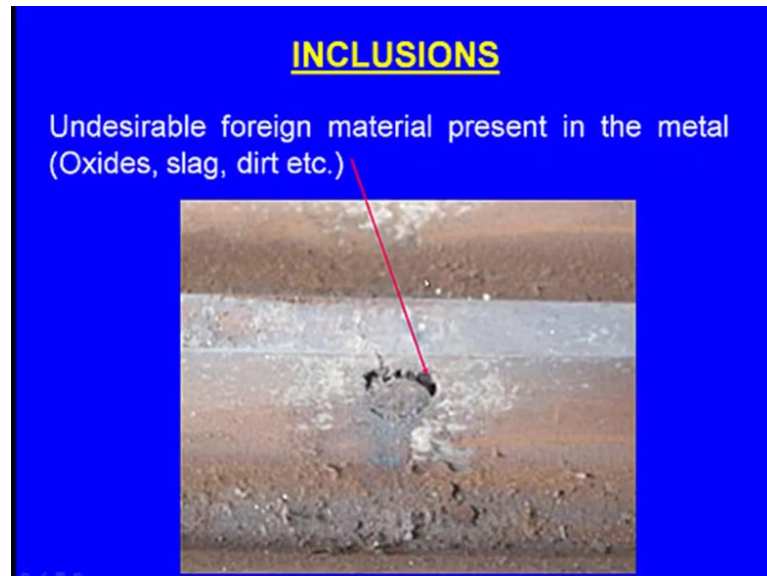 INCLUSIONS
Undesirable foreign material present in the metal
(Oxides, slag, dirt etc.)